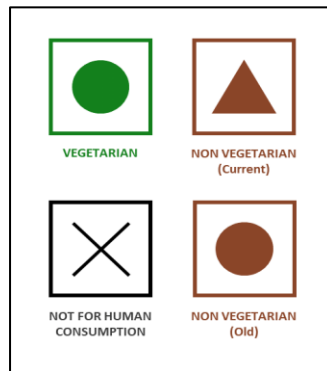 VEGETARIAN
NON VEGETARIAN
(Current)
NOT FOR HUMAN
CONSUMPTION
NON VEGETARIAN
(Old)